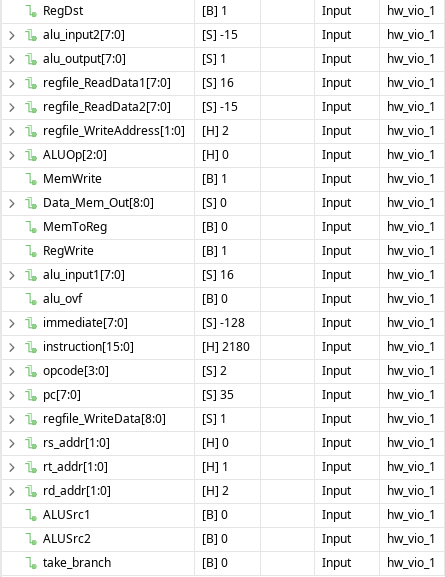 RegDst [B] 1 Input hw_vio_1
alu_input2[7:0] [S] -15 Input hw_vio_1
alu_output[7:0] [S] 1 Input hw_vio_1
regfile_ReadData1[7:0] [S] 16 Input hw_vio_1
regfile_ReadData2[7:0] [S] -15 Input hw_vio_1
regfile_WriteAddress[1:0] [H] 2 Input hw_vio_1
ALUOp[2:0] [H] 0 Input hw_vio_1
MemWrite [B] 1 Input hw_vio_1
Data_Mem_Out[8:0] [S] 0 Input hw_vio_1
MemToReg [B] 0 Input hw_vio_1
RegWrite [B] 1 Input hw_vio_1
alu_input1[7:0] [S] 16 Input hw_vio_1
alu_ovf [B] 0 Input hw_vio_1
immediate[7:0] [S] -128 Input hw_vio_1
instruction[15:0] [H] 2180 Input hw_vio_1
opcode[3:0] [S] 2 Input hw_vio_1
pc[7:0] [S] 35 Input hw_vio_1
regfile_WriteData[8:0] [S] 1 Input hw_vio_1
rs_addr[1:0] [H] 0 Input hw_vio_1
rt_addr[1:0] [H] 1 Input hw_vio_1
rd_addr[1:0] [H] 2 Input hw_vio_1
ALUSrc1 [B] 0 Input hw_vio_1
ALUSrc2 [B] 0 Input hw_vio_1
take_branch [B] 0 Input hw_vio_1